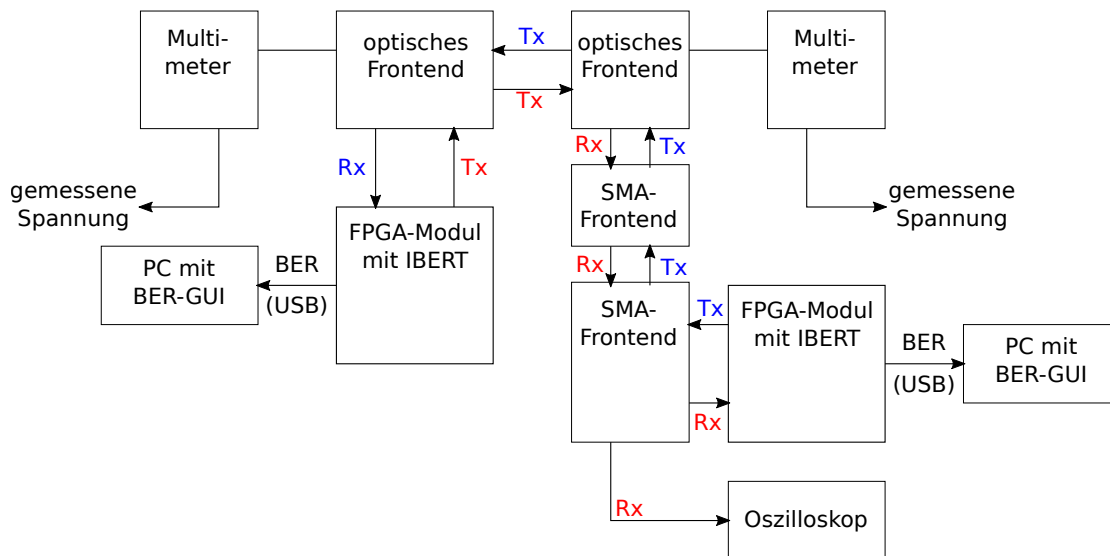 Multi-
meter
optisches
Frontend
Tx
Tx
optisches
Frontend
Multi-
meter
Rx
Tx
Rx
Tx
gemessene
Spannung
SMA-
Frontend
gemessene
Spannung
FPGA-Modul
mit IBERT
PC mit
BER-GUI
BER
(USB)
Rx
Tx
SMA-
Frontend
Tx
FPGA-Modul
mit IBERT
BER
(USB)
PC mit
BER-GUI
Rx
Rx
Oszilloskop